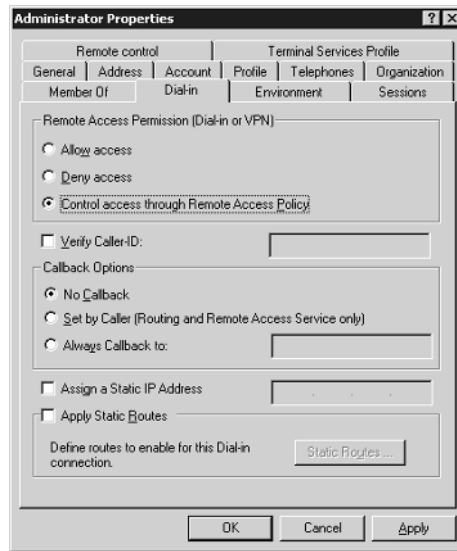 Administrator Properties
Remote control Terminal Services Profile
General Address Account Profile Telephones Organization
Member Of Dial-in Environment Sessions
Remote Access Permission (Dial-in or VPN)
Allow access
Deny access
Control access through Remote Access Policy
Verify Caller-ID:
Callback Options
No Callback
Set by Caller (Routing and Remote Access Service only)
Always Callback to:
Assign a Static IP Address
Apply Static Routes
Define routes to enable for this Dial-in
connection.
Static Routes ...
OK Cancel Apply